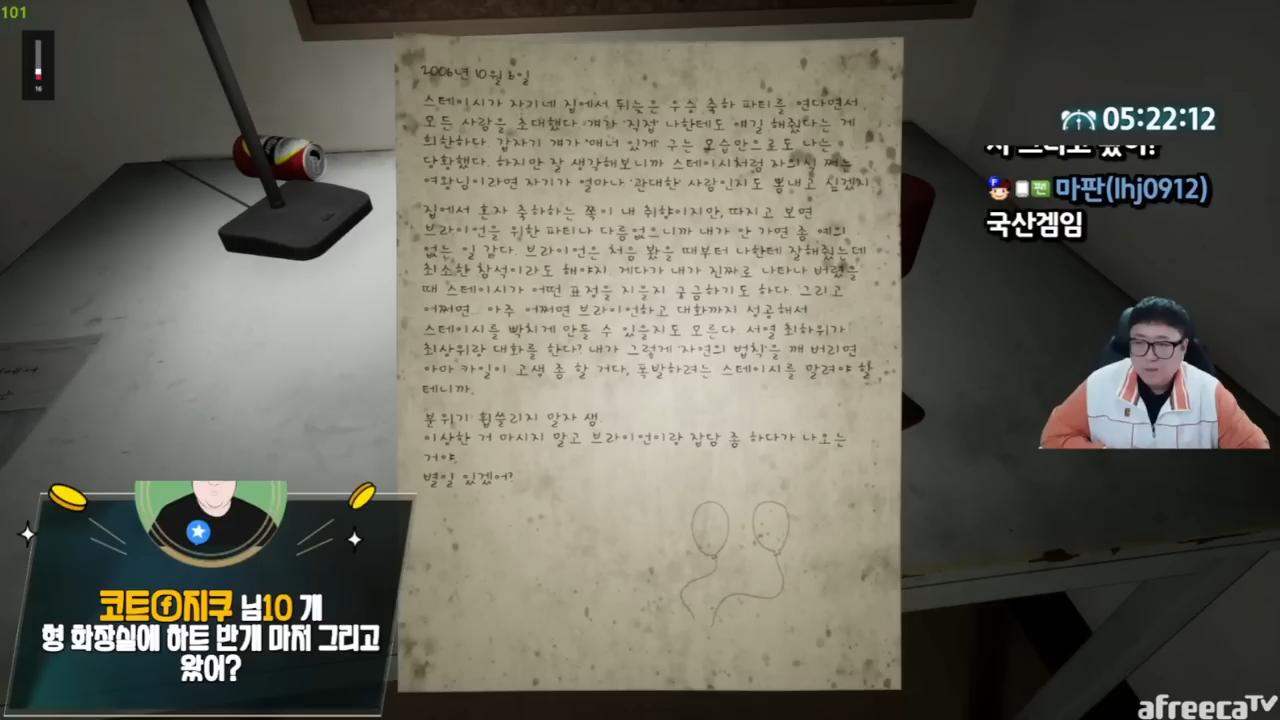 101
16
2006년 10월 6일
스테이시가 자기네 집에서 뒤늦은 우승 축하 파티를 연다면서
모든 사람을 초대했다. 걔가 '직접' 나한테도 얘길 해줬다는 게
희한하다. 갑자기 걔가 '매너 있게' 구는 모습만으로도 나는
당황했다. 하지만 잘 생각해보니까 스테이시처럼 자의식 쩌는
여왕님이라면 자기가 얼마나 '관대한' 사람인지도 뽐내고 싶겠지.
집에서 혼자 축하하는 쪽이 내 취향이지만, 따지고 보면
브라이언을 위한 파티나 다름없으니까 내가 안 가면 좀 예의
없는 일 같다. 브라이언은 처음 봤을 때부터 나한테 잘해줬는데
최소한 참석이라도 해야지. 게다가 내가 진짜로 나타나 버렸을
때 스테이시가 어떤 표정을 지을지 궁금하기도 하다. 그리고
어쩌면... 아주 어쩌면 브라이언하고 대화까지 성공해서
스테이시를 빡치게 만들 수 있을지도 모른다. 서열 최하위가
최상위랑 대화를 한다? 내가 그렇게 '자연의 법칙'을 깨 버리면
아마 카일이 고생 좀 할 거다, 폭발하려는 스테이시를 말려야 할
테니까.
분위기 휩쓸리지 말자 샘.
이상한 거 마시지 말고 브라이언이랑 잡담 좀 하다가 나오는
거야.
별일 있겠어?
05:22:12
마저 그리고 왔어?
마판(lhj0912)
국산겜임
코트ⓕ지쿠 님10 개
형 화장실에 하트 반개 마저 그리고
왔어?
afreecaTV